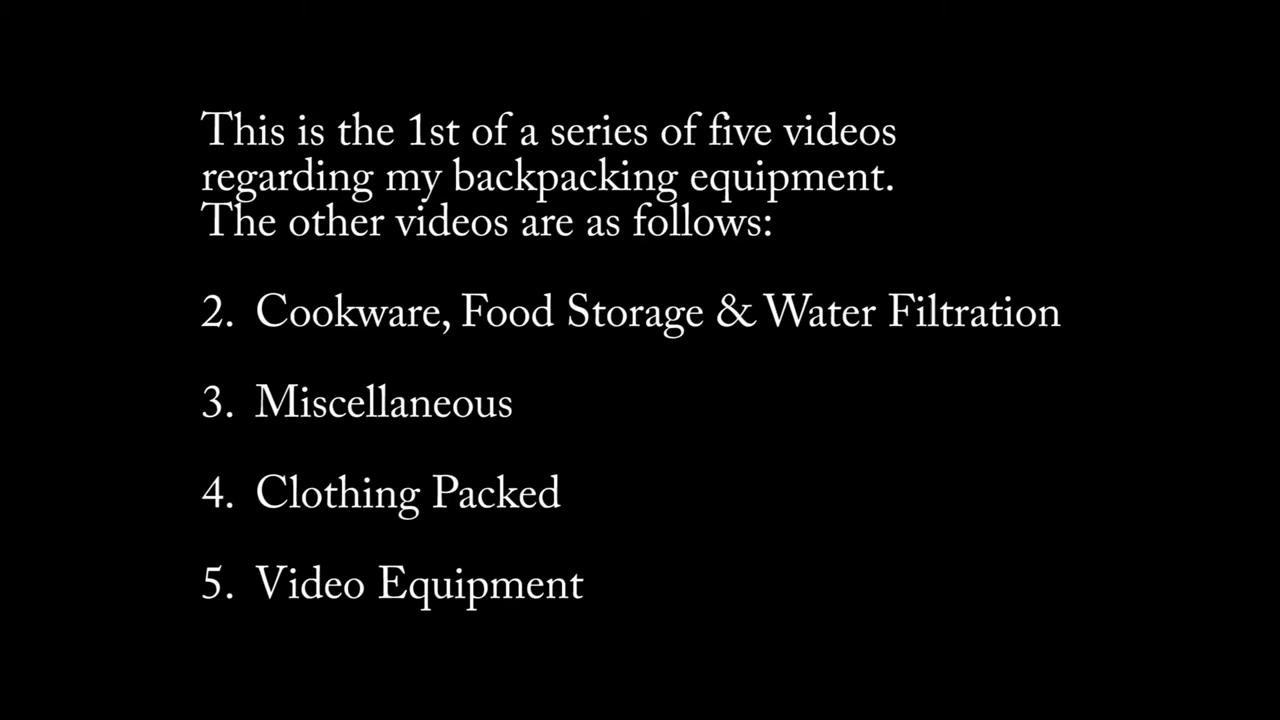 This is the 1st of a series of five videos
regarding my backpacking equipment.
The other videos are as follows:
2. Cookware, Food Storage & Water Filtration
3. Miscellaneous
4. Clothing Packed
5. Video Equipment